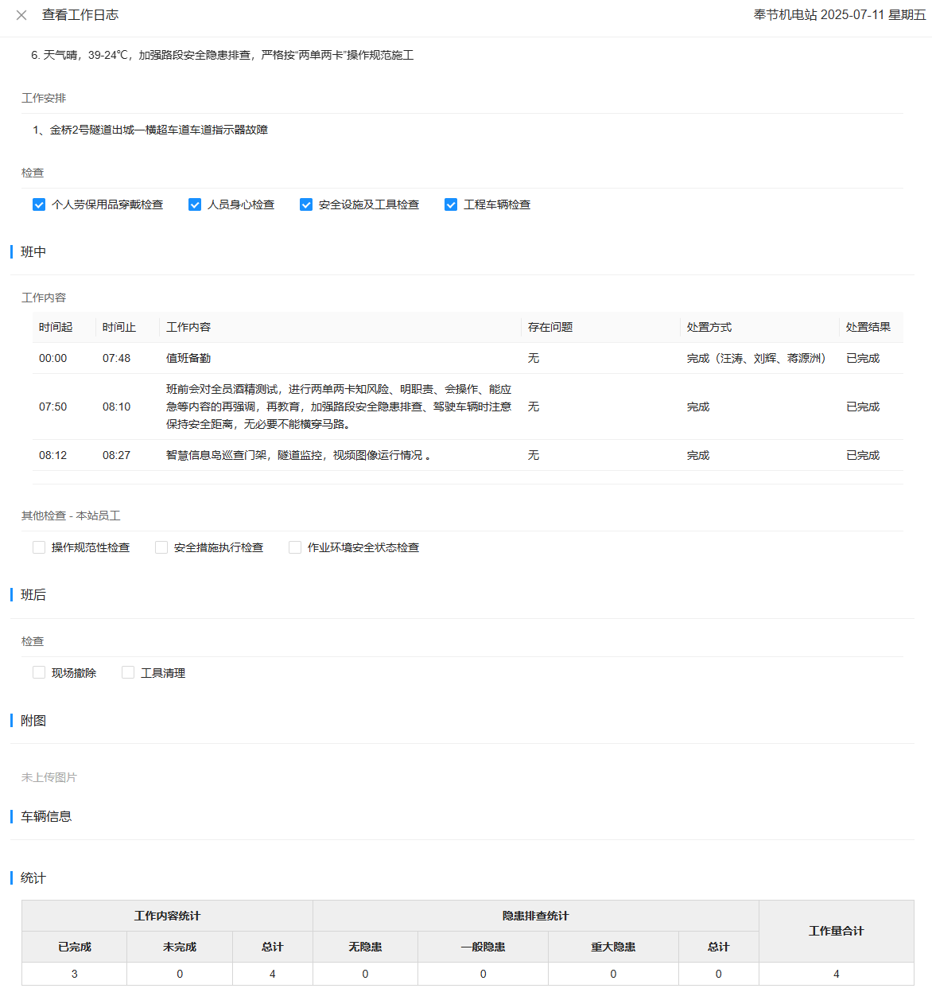 查看工作日志
奉节机电站 2025-07-11 星期五
6. 天气晴，39-24℃，加强路段安全隐患排查，严格按“两单两卡”操作规范施工
工作安排
1、金桥2号隧道出城一横超车道车道指示器故障
检查
个人劳保用品穿戴检查 人员身心检查 安全设施及工具检查 工程车辆检查
班中
工作内容
时间起 时间止 工作内容 存在问题 处置方式 处置结果
00:00 07:48 值班备勤 无 完成（汪涛、刘辉、蒋源洲） 已完成
07:50 08:10 班前会对全员酒精测试，进行两单两卡知风险、明职责、会操作、能应
急等内容的再强调，再教育，加强路段安全隐患排查、驾驶车辆时注意
保持安全距离，无必要不能横穿马路。 无 完成 已完成
08:12 08:27 智慧信息岛巡查门架，隧道监控，视频图像运行情况 。 无 完成 已完成
其他检查 - 本站员工
操作规范性检查 安全措施执行检查 作业环境安全状态检查
班后
检查
现场撤除 工具清理
附图
未上传图片
车辆信息
统计
工作内容统计 隐患排查统计 工作量合计
已完成 未完成 总计 无隐患 一般隐患 重大隐患 总计
3 0 4 0 0 0 0 4